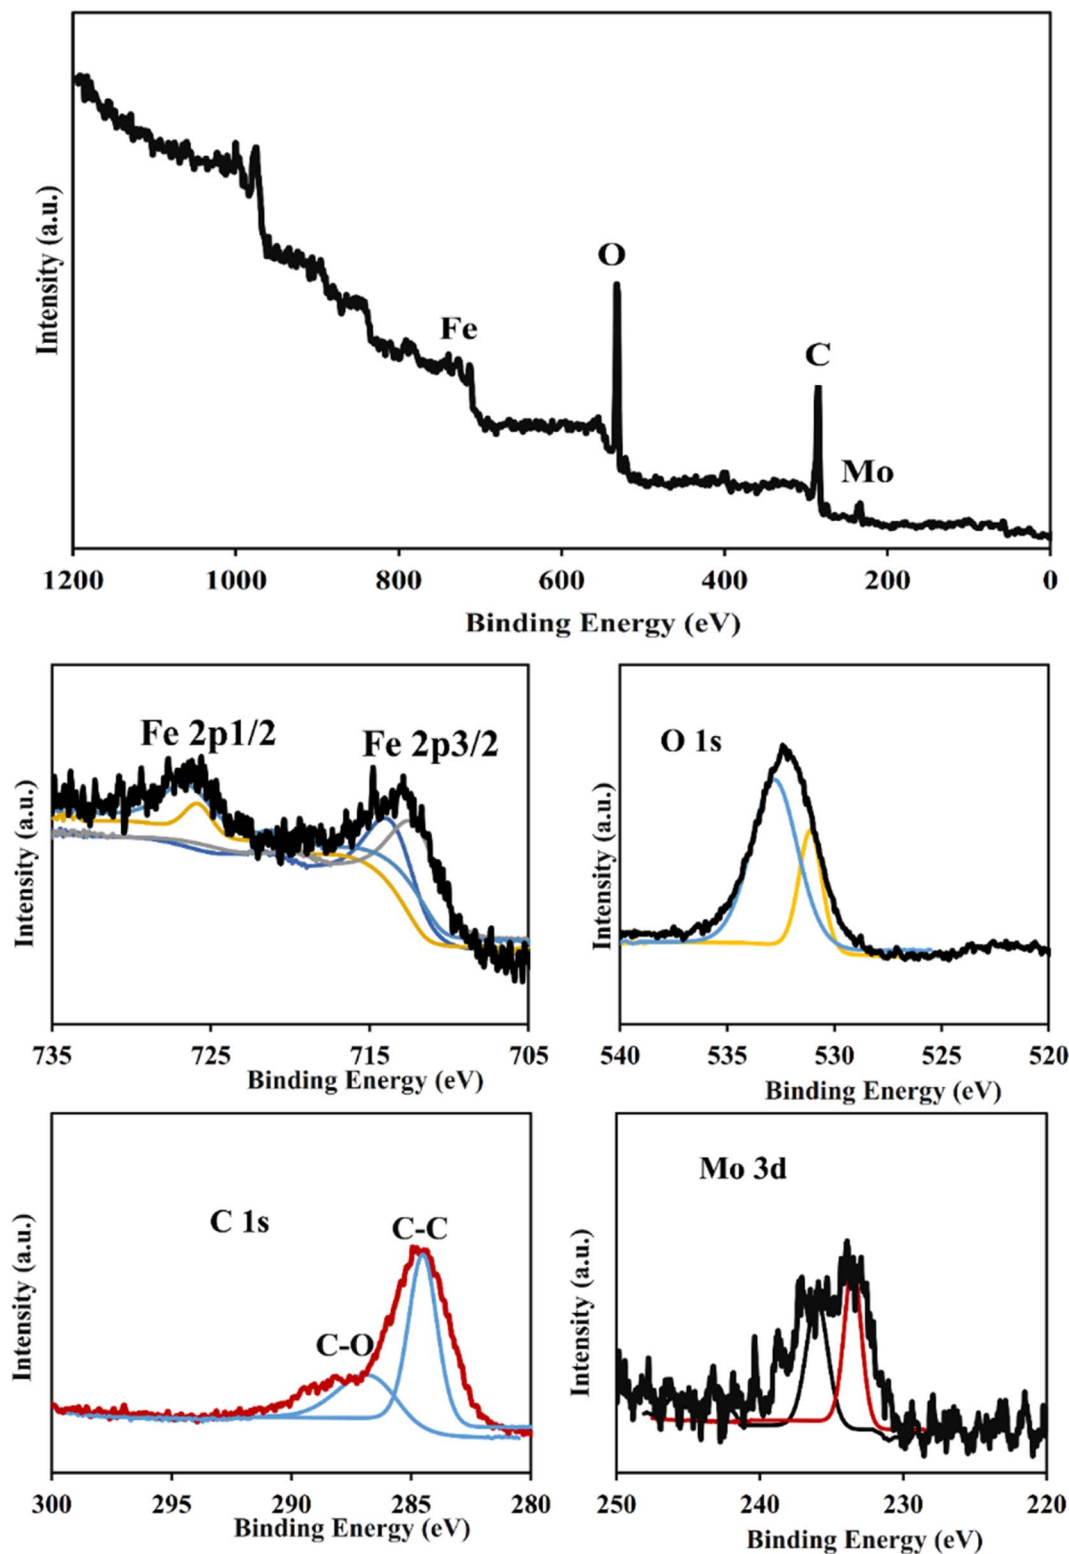 Intensity (a.u.)
O
Fe
C
Mo
1200 1000 800 600 400 200 0
Binding Energy (eV)
Intensity (a.u.)
Fe 2p1/2
Fe 2p3/2
735 725 715 705
Binding Energy (eV)
Intensity (a.u.)
O 1s
540 535 530 525 520
Binding Energy (eV)
Intensity (a.u.)
C 1s
C-C
C-O
300 295 290 285 280
Binding Energy (eV)
Intensity (a.u.)
Mo 3d
250 240 230 220
Binding Energy (eV)